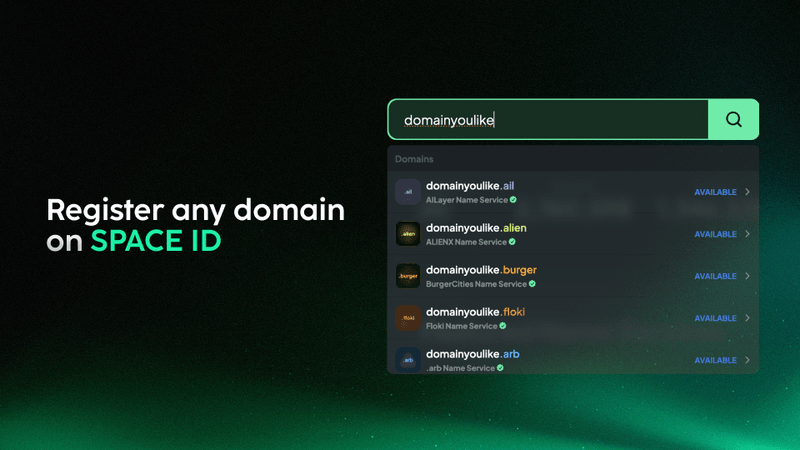 Register any domain
on SPACE ID
domainyoulike
Domains
.ail
domainyoulike.ail
AILayer Name Service
AVAILABLE
.alien
domainyoulike.alien
ALIENX Name Service
AVAILABLE
.burger
domainyoulike.burger
BurgerCities Name Service
AVAILABLE
.floki
domainyoulike.floki
Floki Name Service
AVAILABLE
.arb
domainyoulike.arb
.arb Name Service
AVAILABLE